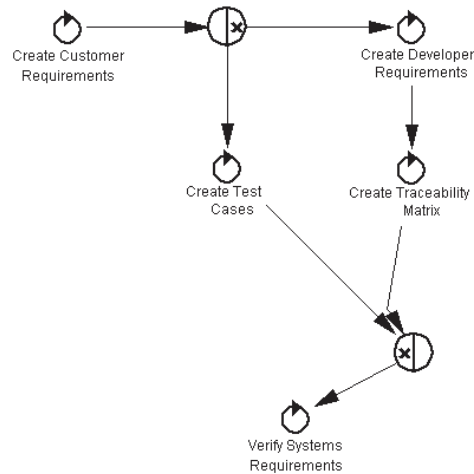 Create Customer
Requirements
Create Developer
Requirements
Create Test
Cases
Create Traceability
Matrix
Verify Systems
Requirements